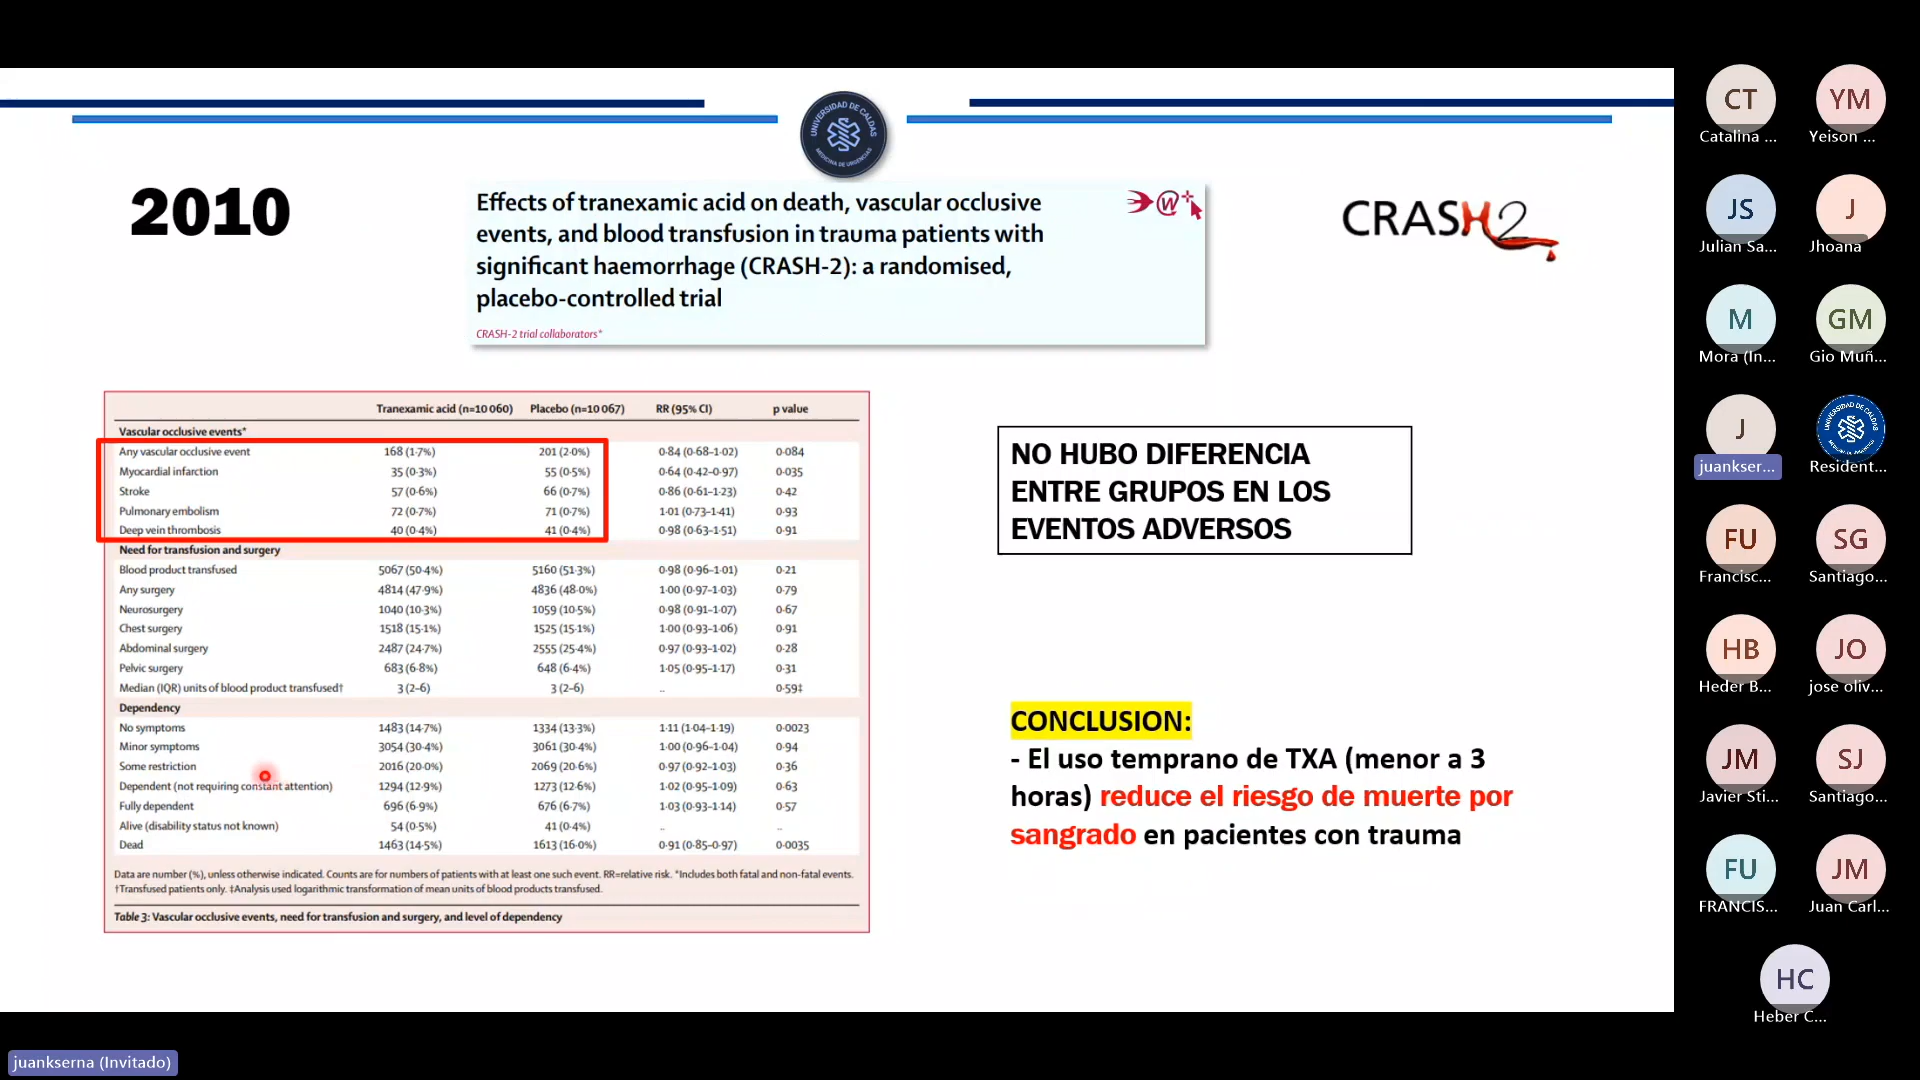 UNIVERSIDAD DE CALDAS
MEDICINA DE URGENCIAS
2010
Effects of tranexamic acid on death, vascular occlusive
events, and blood transfusion in trauma patients with
significant haemorrhage (CRASH-2): a randomised,
placebo-controlled trial
CRASH-2 trial collaborators*
CRASH2
Tranexamic acid (n=10 060) Placebo (n=10 067) RR (95% CI) p value
Vascular occlusive events*
Any vascular occlusive event 168 (1·7%) 201 (2·0%) 0·84 (0·68–1·02) 0·084
Myocardial infarction 35 (0·3%) 55 (0·5%) 0·64 (0·42–0·97) 0·035
Stroke 57 (0·6%) 66 (0·7%) 0·86 (0·61–1·23) 0·42
Pulmonary embolism 72 (0·7%) 71 (0·7%) 1·01 (0·73–1·41) 0·93
Deep vein thrombosis 40 (0·4%) 41 (0·4%) 0·98 (0·63–1·51) 0·91
Need for transfusion and surgery
Blood product transfused 5067 (50·4%) 5160 (51·3%) 0·98 (0·96–1·01) 0·21
Any surgery 4814 (47·9%) 4836 (48·0%) 1·00 (0·97–1·03) 0·79
Neurosurgery 1040 (10·3%) 1059 (10·5%) 0·98 (0·91–1·07) 0·67
Chest surgery 1518 (15·1%) 1525 (15·1%) 1·00 (0·93–1·06) 0·91
Abdominal surgery 2487 (24·7%) 2555 (25·4%) 0·97 (0·93–1·02) 0·28
Pelvic surgery 683 (6·8%) 648 (6·4%) 1·05 (0·95–1·17) 0·31
Median (IQR) units of blood product transfused† 3 (2–6) 3 (2–6) .. 0·59‡
Dependency
No symptoms 1483 (14·7%) 1334 (13·3%) 1·11 (1·04–1·19) 0·0023
Minor symptoms 3054 (30·4%) 3061 (30·4%) 1·00 (0·96–1·04) 0·94
Some restriction 2016 (20·0%) 2069 (20·6%) 0·97 (0·92–1·03) 0·36
Dependent (not requiring constant attention) 1294 (12·9%) 1273 (12·6%) 1·02 (0·95–1·09) 0·63
Fully dependent 696 (6·9%) 676 (6·7%) 1·03 (0·93–1·14) 0·57
Alive (disability status not known) 54 (0·5%) 41 (0·4%) .. ..
Dead 1463 (14·5%) 1613 (16·0%) 0·91 (0·85–0·97) 0·0035
Data are number (%), unless otherwise indicated. Counts are for numbers of patients with at least one such event. RR=relative risk. *Includes both fatal and non-fatal events.
†Transfused patients only. ‡Analysis used logarithmic transformation of mean units of blood products transfused.
Table 3: Vascular occlusive events, need for transfusion and surgery, and level of dependency
NO HUBO DIFERENCIA
ENTRE GRUPOS EN LOS
EVENTOS ADVERSOS
CONCLUSION:
- El uso temprano de TXA (menor a 3
horas) reduce el riesgo de muerte por
sangrado en pacientes con trauma
CT YM
Catalina ... Yeison ...
JS J
Julian Sa... Jhoana
M GM
Mora (In... Gio Muñ...
J
juankser... Resident...
FU SG
Francisc... Santiago...
HB JO
Heder B... jose oliv...
JM SJ
Javier Sti... Santiago...
FU JM
FRANCIS... Juan Carl...
HC
Heber C...
juankserna (Invitado)